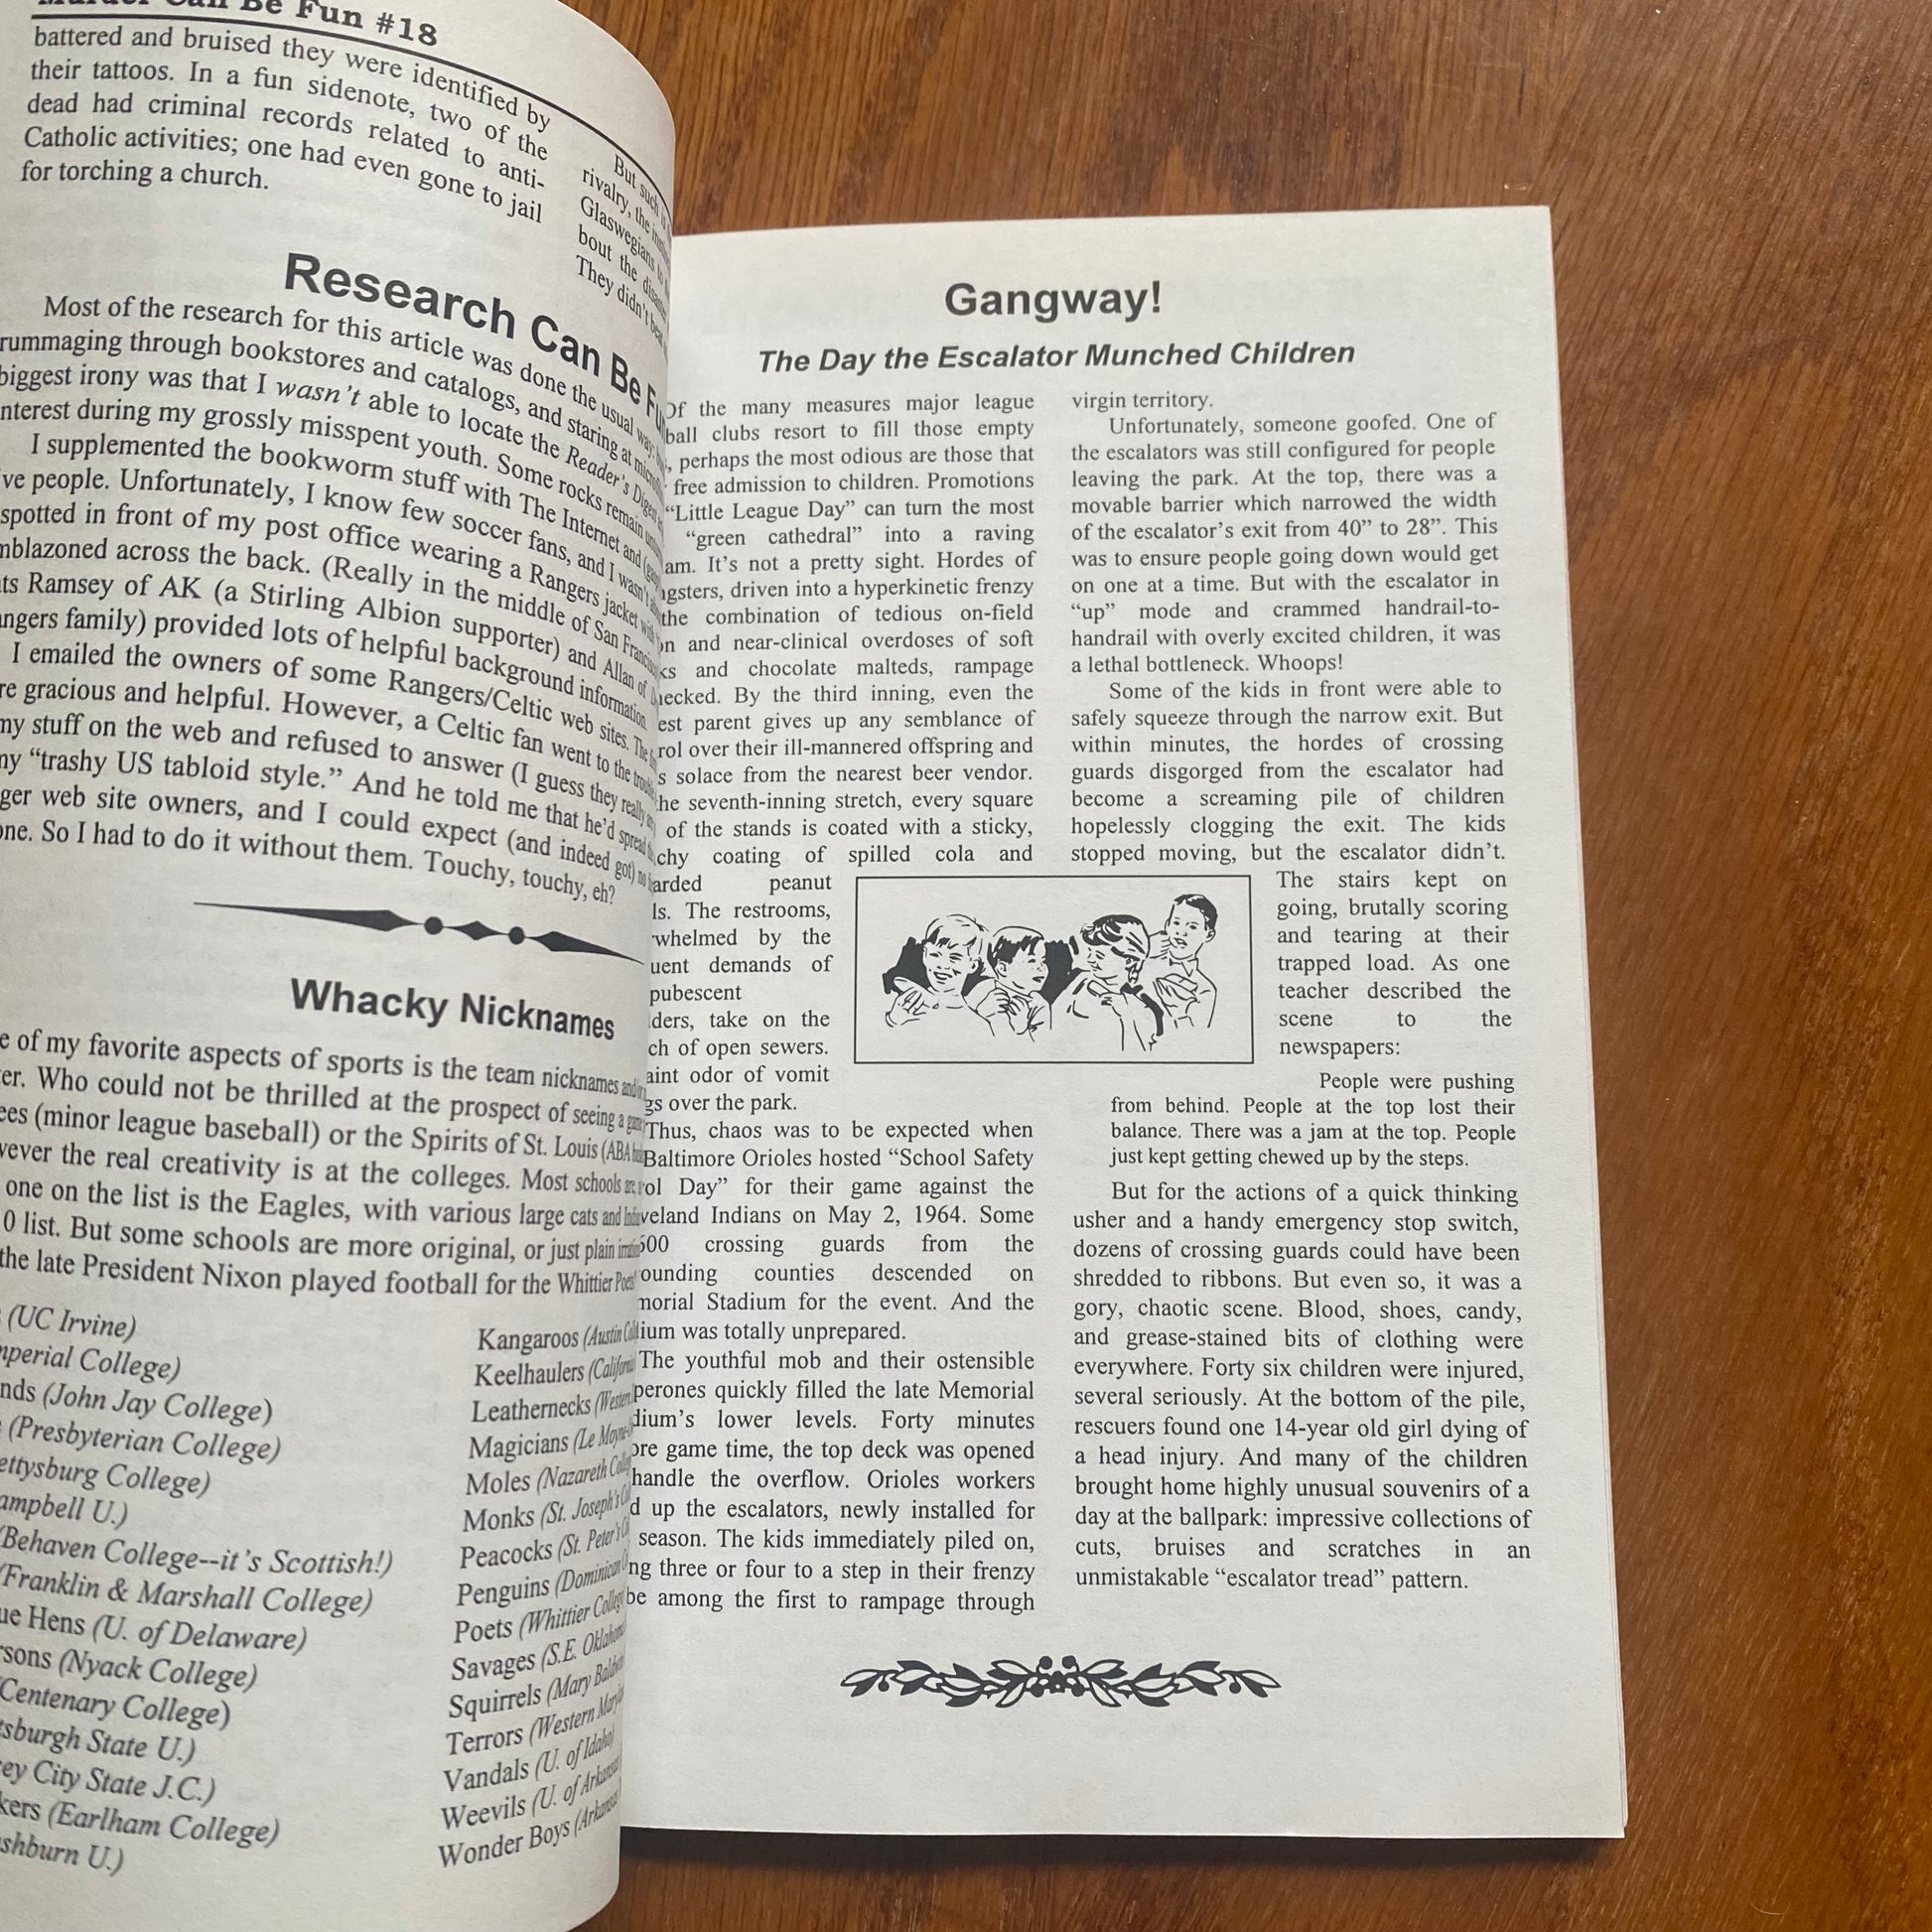 Be Fun #18
battered and bruised they were identified by
their tattoos. In a fun sidenote, two of the
dead had criminal records related to anti-
Catholic activities; one had even gone to jail
for torching a church.
But such
rivalry, the
Glaswegians
bout the
They didn't
Research Can Be
Most of the research for this article was done the usual way:
rummaging through bookstores and catalogs, and staring at
biggest irony was that I wasn't able to locate the Reader's Digest
nterest during my grossly misspent youth. Some rocks remain
I supplemented the bookworm stuff with The Internet and
've people. Unfortunately, I know few soccer fans, and I wasn't
spotted in front of my post office wearing a Rangers jacket with
mblazoned across the back. (Really in the middle of San
ts Ramsey of AK (a Stirling Albion supporter) and Allan of
ngers family) provided lots of helpful background information
I emailed the owners of some Rangers/Celtic web sites. The
re gracious and helpful. However, a Celtic fan went to the
my stuff on the web and refused to answer (I guess they really
ny “trashy US tabloid style.” And he told me that he'd spread
ger web site owners, and I could expect (and indeed got) no
one. So I had to do it without them. Touchy, touchy, eh?
Whacky Nicknames
e of my favorite aspects of sports is the team nicknames
er. Who could not be thrilled at the prospect of seeing a
ees (minor league baseball) or the Spirits of St. Louis (ABA
wever the real creativity is at the colleges. Most schools
one on the list is the Eagles, with various large cats and
0 list. But some schools are more original, or just plain
the late President Nixon played football for the Whittier Poets
(UC Irvine)
mperial College)
nds (John Jay College)
(Presbyterian College)
ettysburg College)
ampbell U.)
(Behaven College--it's Scottish!)
(Franklin & Marshall College)
ue Hens (U. of Delaware)
rsons (Nyack College)
(Centenary College)
tsburgh State U.)
ey City State J.C.)
kers (Earlham College)
shburn U.)
Kangaroos (Austin
Keelhaulers (California
Leathernecks (Western
Magicians (Le Moyne
Moles (Nazareth
Monks (St. Joseph's
Peacocks (St. Peter's
Penguins (Dominican
Poets (Whittier College
Savages (S.E. Oklahoma
Squirrels (Mary Baldwin
Terrors (Western
Vandals (U. of Idaho)
Weevils (U. of Arkansas
Wonder Boys (Arkansas
Gangway!
The Day the Escalator Munched Children
Of the many measures major league
ball clubs resort to fill those empty
, perhaps the most odious are those that
free admission to children. Promotions
“Little League Day” can turn the most
“green cathedral” into a raving
am. It's not a pretty sight. Hordes of
ngsters, driven into a hyperkinetic frenzy
the combination of tedious on-field
on and near-clinical overdoses of soft
ks and chocolate malteds, rampage
hecked. By the third inning, even the
est parent gives up any semblance of
rol over their ill-mannered offspring and
s solace from the nearest beer vendor.
he seventh-inning stretch, every square
of the stands is coated with a sticky,
chy coating of spilled cola and
arded peanut
ls. The restrooms,
rwhelmed by the
uent demands of
pubescent
ders, take on the
ch of open sewers.
aint odor of vomit
gs over the park.
Thus, chaos was to be expected when
Baltimore Orioles hosted “School Safety
rol Day” for their game against the
veland Indians on May 2, 1964. Some
500 crossing guards from the
ounding counties descended on
morial Stadium for the event. And the
ium was totally unprepared.
The youthful mob and their ostensible
perones quickly filled the late Memorial
dium's lower levels. Forty minutes
ore game time, the top deck was opened
handle the overflow. Orioles workers
d up the escalators, newly installed for
season. The kids immediately piled on,
ng three or four to a step in their frenzy
be among the first to rampage through
virgin territory.
Unfortunately, someone goofed. One of
the escalators was still configured for people
leaving the park. At the top, there was a
movable barrier which narrowed the width
of the escalator's exit from 40” to 28”. This
was to ensure people going down would get
on one at a time. But with the escalator in
“up” mode and crammed handrail-to-
handrail with overly excited children, it was
a lethal bottleneck. Whoops!
Some of the kids in front were able to
safely squeeze through the narrow exit. But
within minutes, the hordes of crossing
guards disgorged from the escalator had
become a screaming pile of children
hopelessly clogging the exit. The kids
stopped moving, but the escalator didn't.
The stairs kept on
going, brutally scoring
and tearing at their
trapped load. As one
teacher described the
scene to the
newspapers:
People were pushing
from behind. People at the top lost their
balance. There was a jam at the top. People
just kept getting chewed up by the steps.
But for the actions of a quick thinking
usher and a handy emergency stop switch,
dozens of crossing guards could have been
shredded to ribbons. But even so, it was a
gory, chaotic scene. Blood, shoes, candy,
and grease-stained bits of clothing were
everywhere. Forty six children were injured,
several seriously. At the bottom of the pile,
rescuers found one 14-year old girl dying of
a head injury. And many of the children
brought home highly unusual souvenirs of a
day at the ballpark: impressive collections of
cuts, bruises and scratches in an
unmistakable “escalator tread” pattern.